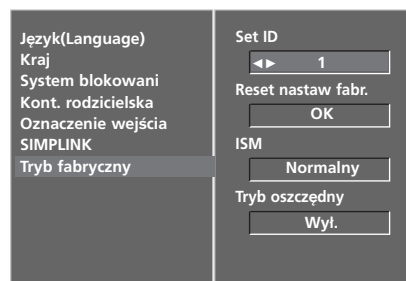 Język(Language)
Kraj
System blokowani
Kont. rodzicielska
Oznaczenie wejścia
SIMPLINK
Tryb fabryczny
Set ID
◄► 1
Reset nastaw fabr.
OK
ISM
Normalny
Tryb oszczędny
Wył.